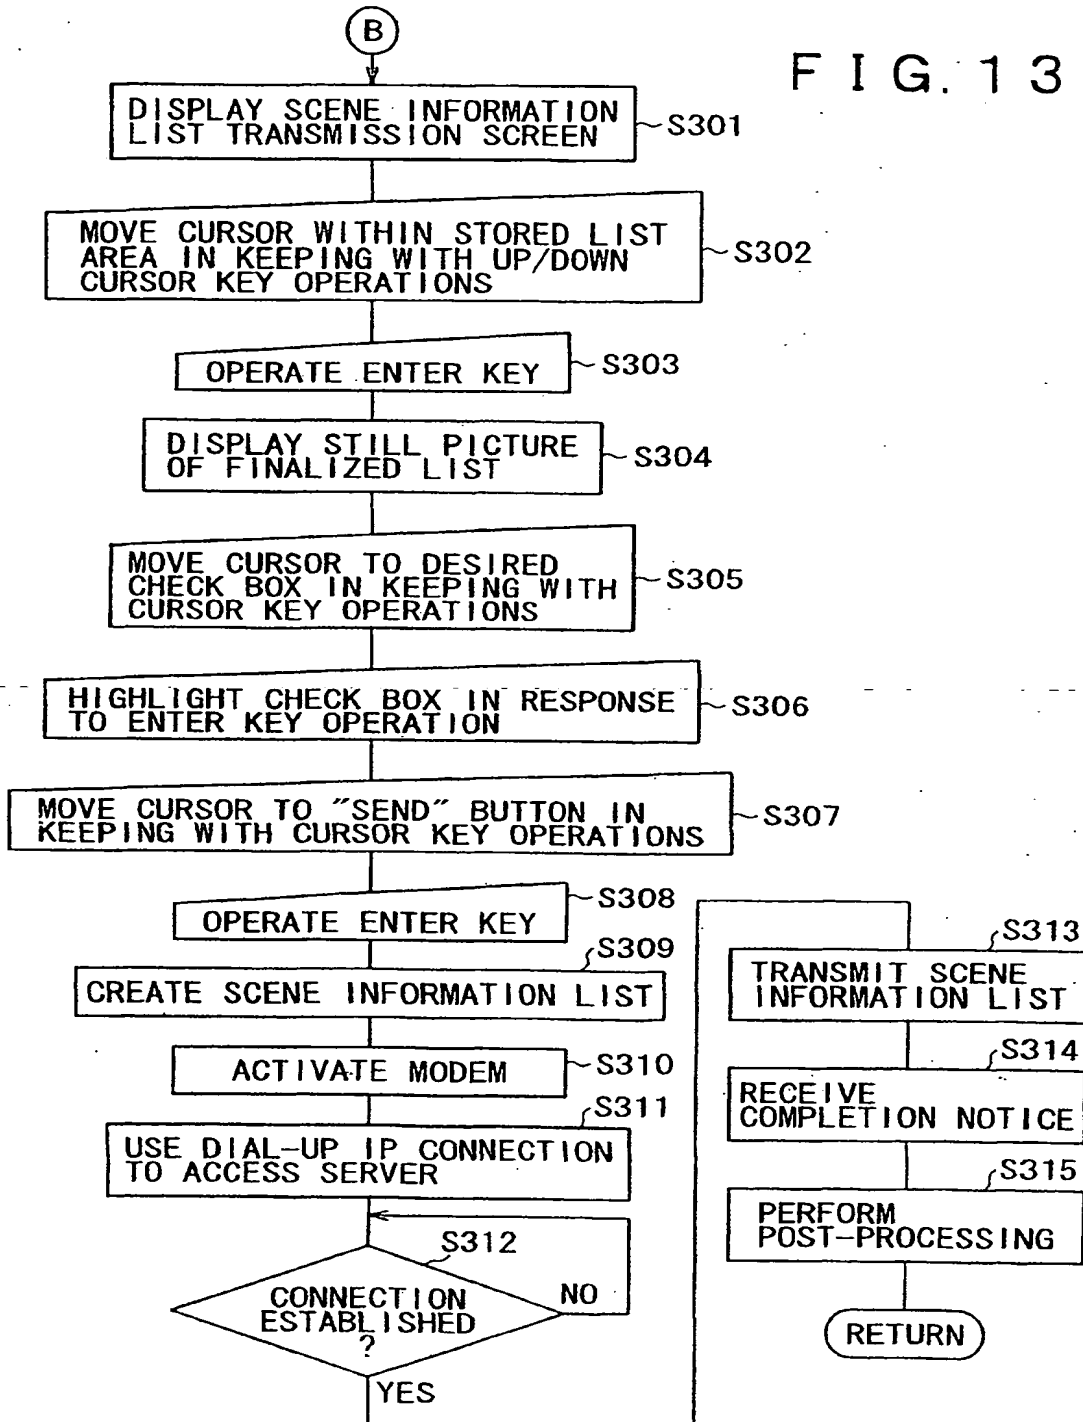 B
FIG. 13
DISPLAY SCENE INFORMATION
LIST TRANSMISSION SCREEN
S301
MOVE CURSOR WITHIN STORED LIST
AREA IN KEEPING WITH UP/DOWN
CURSOR KEY OPERATIONS
S302
OPERATE ENTER KEY
S303
DISPLAY STILL PICTURE
OF FINALIZED LIST
S304
MOVE CURSOR TO DESIRED
CHECK BOX IN KEEPING WITH
CURSOR KEY OPERATIONS
S305
HIGHLIGHT CHECK BOX IN RESPONSE
TO ENTER KEY OPERATION
S306
MOVE CURSOR TO "SEND" BUTTON IN
KEEPING WITH CURSOR KEY OPERATIONS
S307
OPERATE ENTER KEY
S308
S309
CREATE SCENE INFORMATION LIST
ACTIVATE MODEM
S310
S311
USE DIAL-UP IP CONNECTION
TO ACCESS SERVER
S312
CONNECTION
ESTABLISHED
?
NO
YES
S313
TRANSMIT SCENE
INFORMATION LIST
S314
RECEIVE
COMPLETION NOTICE
S315
PERFORM
POST-PROCESSING
RETURN